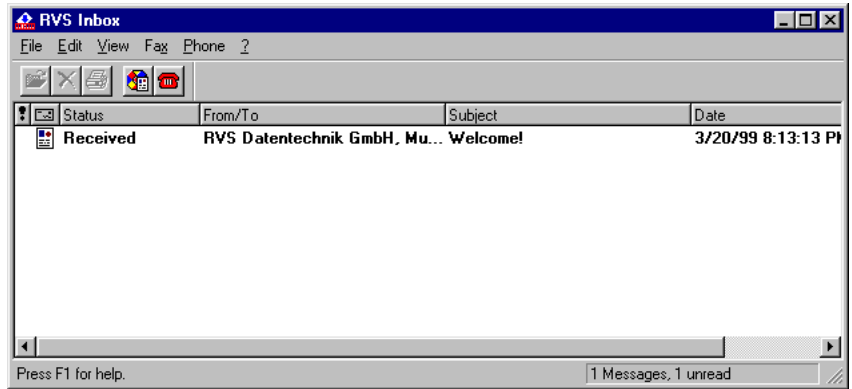 RVS Inbox
File Edit View Fax Phone ?
Status From/To Subject Date
Received RVS Datentechnik GmbH, Mu... Welcome! 3/20/99 8:13:13
Press F1 for help. 1 Messages, 1 unread